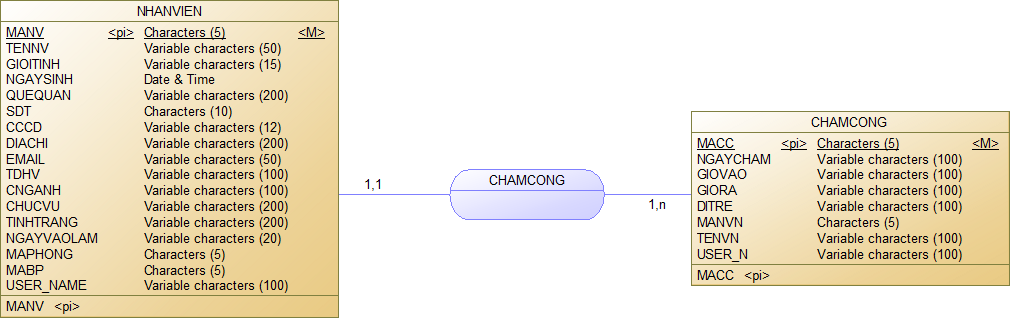 NHANVIEN
MANV <pi> Characters (5) <M>
TENNV Variable characters (50)
GIOITINH Variable characters (15)
NGAYSINH Date & Time
QUEQUAN Variable characters (200)
SDT Characters (10)
CCCD Variable characters (12)
DIACHI Variable characters (200)
EMAIL Variable characters (50)
TDHV Variable characters (100)
CNGANH Variable characters (100)
CHUCVU Variable characters (200)
TINHTRANG Variable characters (200)
NGAYVAOLAM Variable characters (20)
MAPHONG Characters (5)
MABP Characters (5)
USER_NAME Variable characters (100)
MANV <pi>
1,1
CHAMCONG
1,n
CHAMCONG
MACC <pi> Characters (5) <M>
NGAYCHAM Variable characters (100)
GIOVAO Variable characters (100)
GIORA Variable characters (100)
DITRE Variable characters (100)
MANVN Characters (5)
TENVN Variable characters (100)
USER_N Variable characters (100)
MACC <pi>